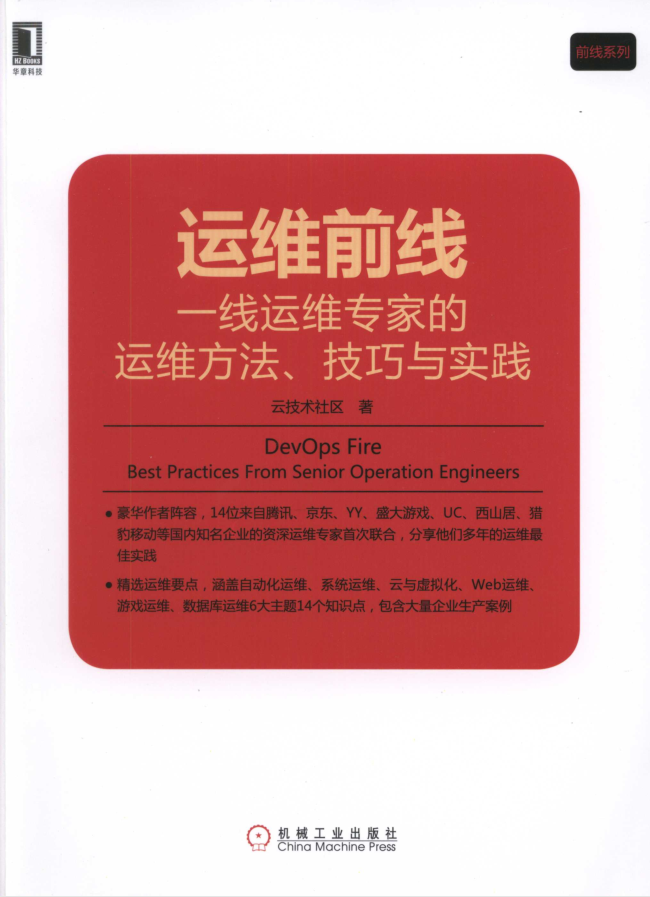 HZ BOOKS
华章科技
前线系列
运维前线
一线运维专家的
运维方法、技巧与实践
云技术社区 著
DevOps Fire
Best Practices From Senior Operation Engineers
● 豪华作者阵容，14位来自腾讯、京东、YY、盛大游戏、UC、西山居、猎
豹移动等国内知名企业的资深运维专家首次联合，分享他们多年的运维最
佳实践
● 精选运维要点，涵盖自动化运维、系统运维、云与虚拟化、Web运维、
游戏运维、数据库运维6大主题14个知识点，包含大量企业生产案例
机械工业出版社
China Machine Press